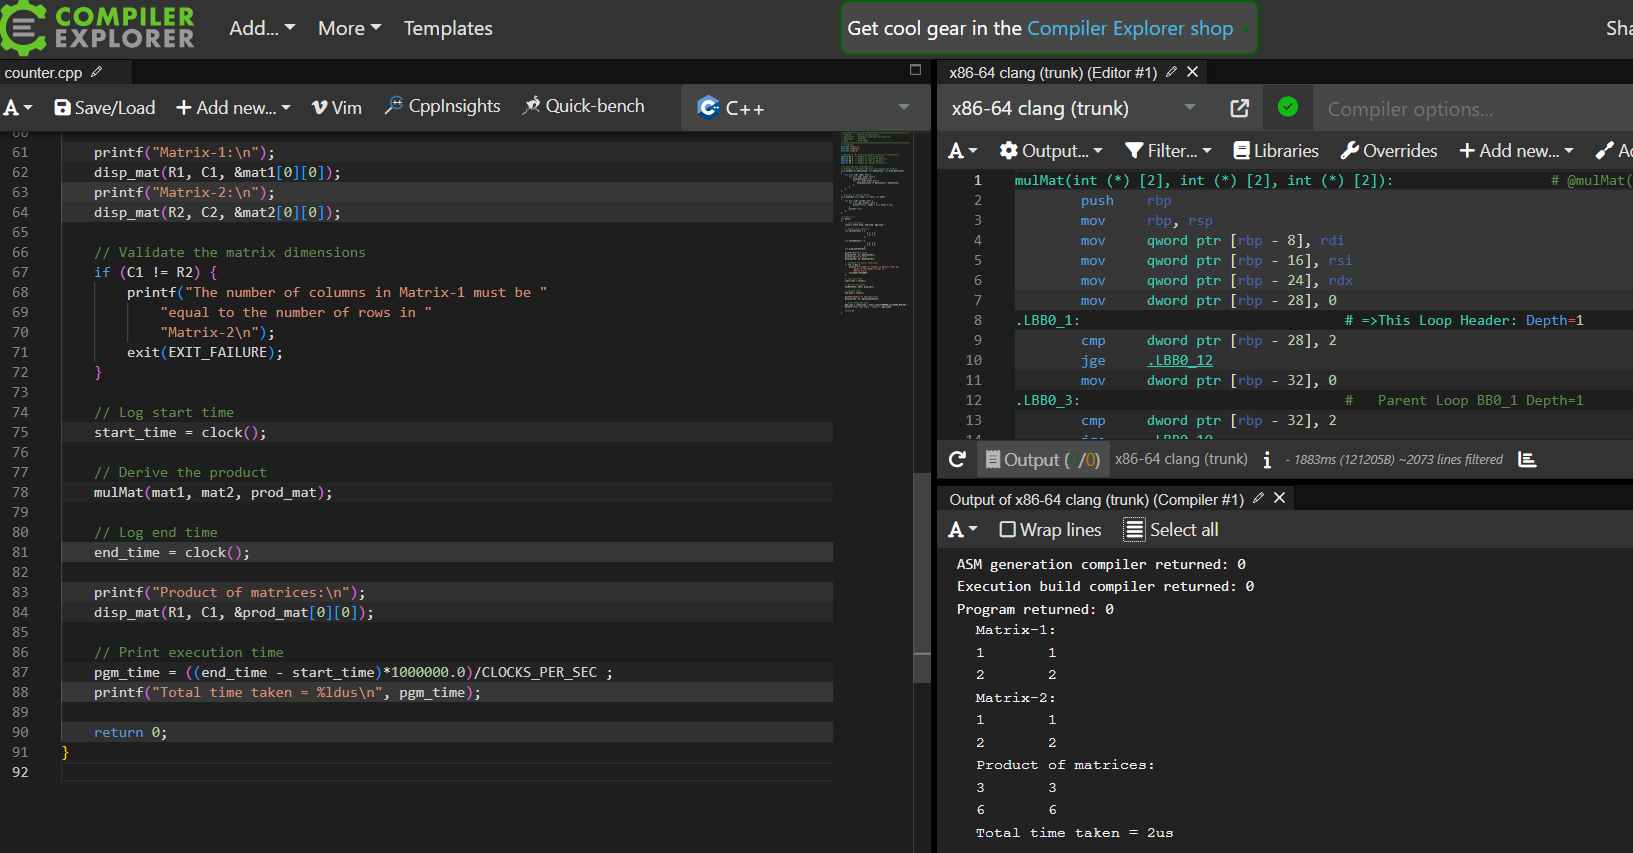 COMPILER
EXPLORER
Add...
More
Templates
Get cool gear in the Compiler Explorer shop ×
counter.cpp
A
Save/Load
+ Add new...
Vim
CppInsights
Quick-bench
C++
61 printf("Matrix-1:\n");
62 disp_mat(R1, C1, &mat1[0][0]);
63 printf("Matrix-2:\n");
64 disp_mat(R2, C2, &mat2[0][0]);
65
66 // Validate the matrix dimensions
67 if (C1 != R2) {
68 printf("The number of columns in Matrix-1 must be "
69 "equal to the number of rows in "
70 "Matrix-2\n");
71 exit(EXIT_FAILURE);
72 }
73
74 // Log start time
75 start_time = clock();
76
77 // Derive the product
78 mulMat(mat1, mat2, prod_mat);
79
80 // Log end time
81 end_time = clock();
82
83 printf("Product of matrices:\n");
84 disp_mat(R1, C1, &prod_mat[0][0]);
85
86 // Print execution time
87 pgm_time = ((end_time - start_time)*1000000.0)/CLOCKS_PER_SEC ;
88 printf("Total time taken = %ldus\n", pgm_time);
89
90 return 0;
91 }
92
x86-64 clang (trunk) (Editor #1)
x86-64 clang (trunk)
Compiler options...
A
Output...
Filter...
Libraries
Overrides
+ Add new...
1 mulMat(int (*) [2], int (*) [2], int (*) [2]): # @mulMat(
2 push rbp
3 mov rbp, rsp
4 mov qword ptr [rbp - 8], rdi
5 mov qword ptr [rbp - 16], rsi
6 mov qword ptr [rbp - 24], rdx
7 mov dword ptr [rbp - 28], 0
8 .LBB0_1: # =>This Loop Header: Depth=1
9 cmp dword ptr [rbp - 28], 2
10 jge .LBB0_12
11 mov dword ptr [rbp - 32], 0
12 .LBB0_3: # Parent Loop BB0_1 Depth=1
13 cmp dword ptr [rbp - 32], 2
Output ( /0) x86-64 clang (trunk) i - 1883ms (121205B) ~2073 lines filtered
Output of x86-64 clang (trunk) (Compiler #1)
A
Wrap lines
Select all
ASM generation compiler returned: 0
Execution build compiler returned: 0
Program returned: 0
Matrix-1:
1 1
2 2
Matrix-2:
1 1
2 2
Product of matrices:
3 3
6 6
Total time taken = 2us